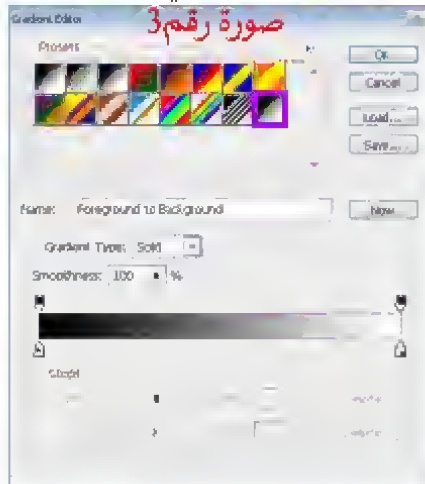 Gradient Editor
صورة رقم3
Presets
OK
Cancel
Load...
Save...
Name: Foreground to Background
New
Gradient Type: Solid
Smoothness: 100 %
Stops